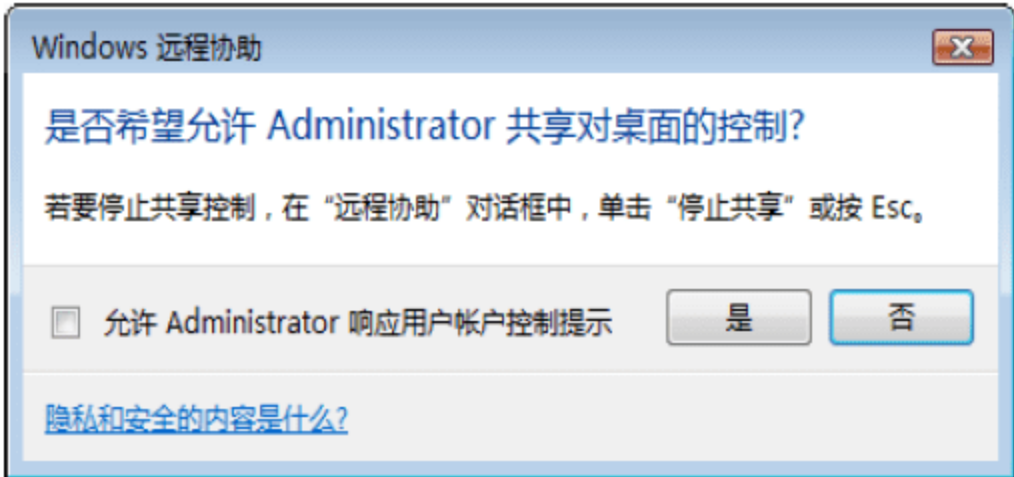 Windows 远程协助
是否希望允许 Administrator 共享对桌面的控制?
若要停止共享控制，在“远程协助”对话框中，单击“停止共享”或按 Esc。
允许 Administrator 响应用户帐户控制提示
是
否
隐私和安全的内容是什么?